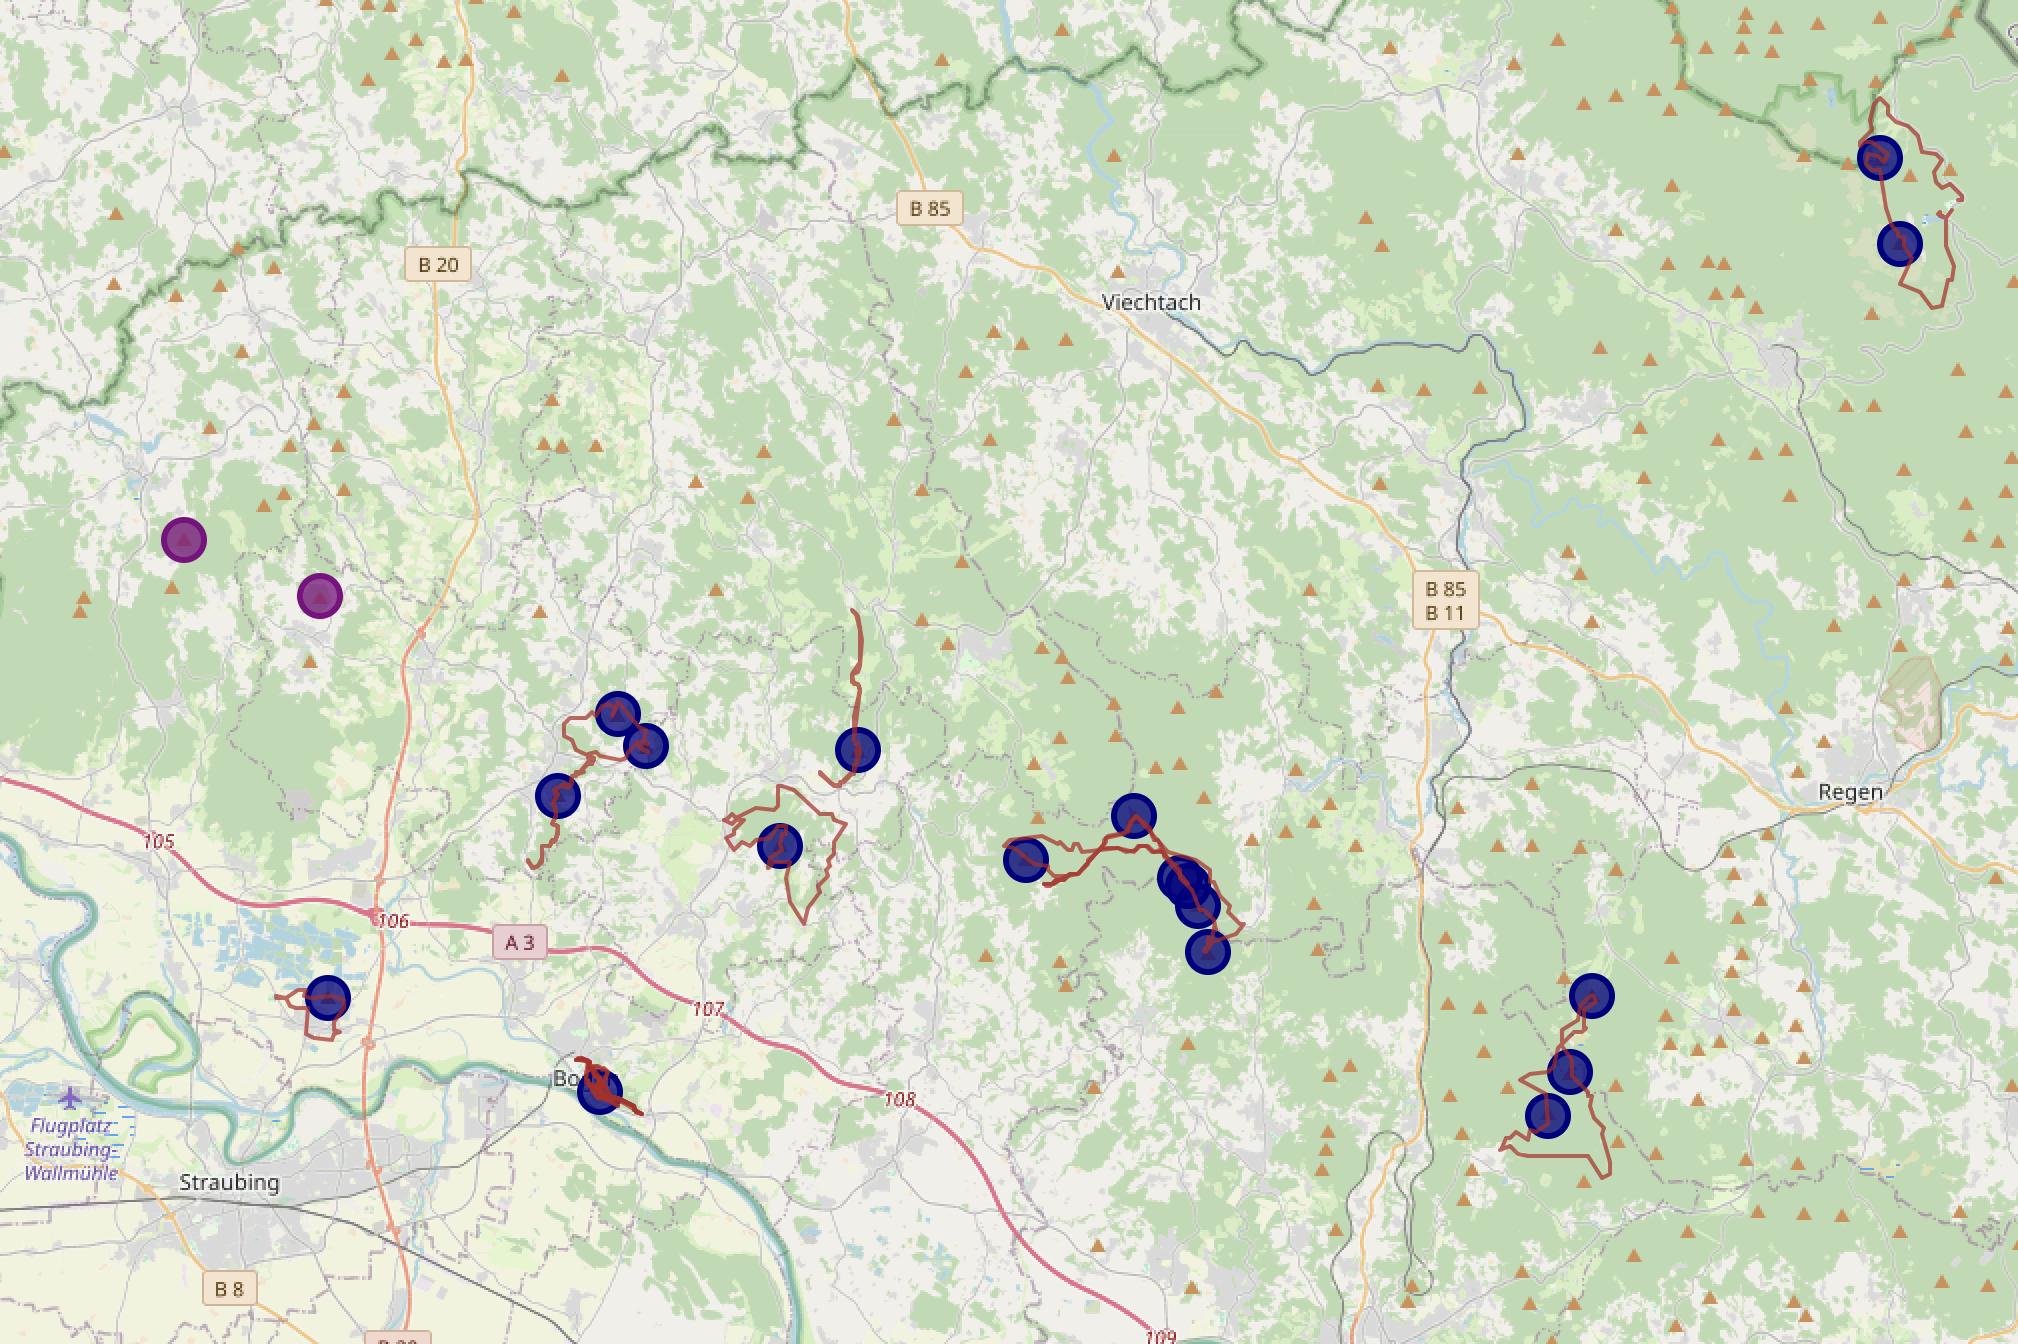 B 85
B 20
Viechtach
B 85
B 11
Regen
105
106
A 3
107
108
Flugplatz
Straubing-
Wallmühle
Straubing
B 8
109